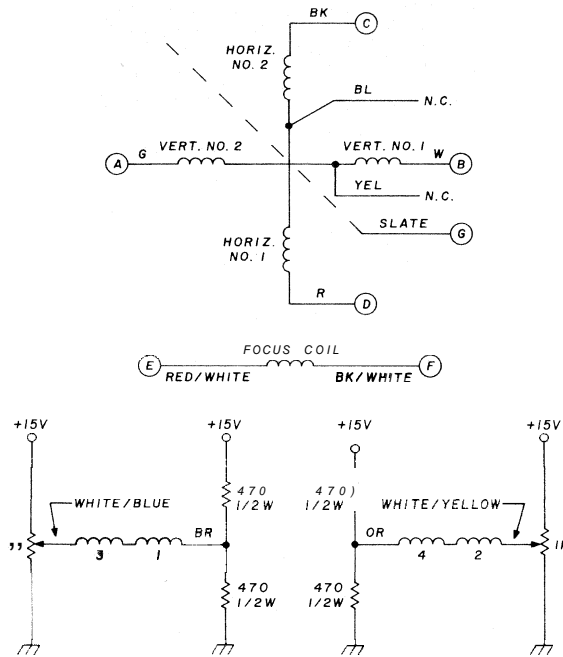 BK
C
HORIZ.
NO. 2
BL
N.C.
A
G
VERT. NO. 2
VERT. NO. 1
W
B
YEL
N.C.
SLATE
G
HORIZ.
NO. 1
R
D
FOCUS COIL
E
F
RED/WHITE
BK/WHITE
+15V
+15V
+15V
+15V
470
1/2W
470)
1/2W
WHITE/BLUE
WHITE/YELLOW
BR
OR
3
1
4
2
470
1/2W
470
1/2W